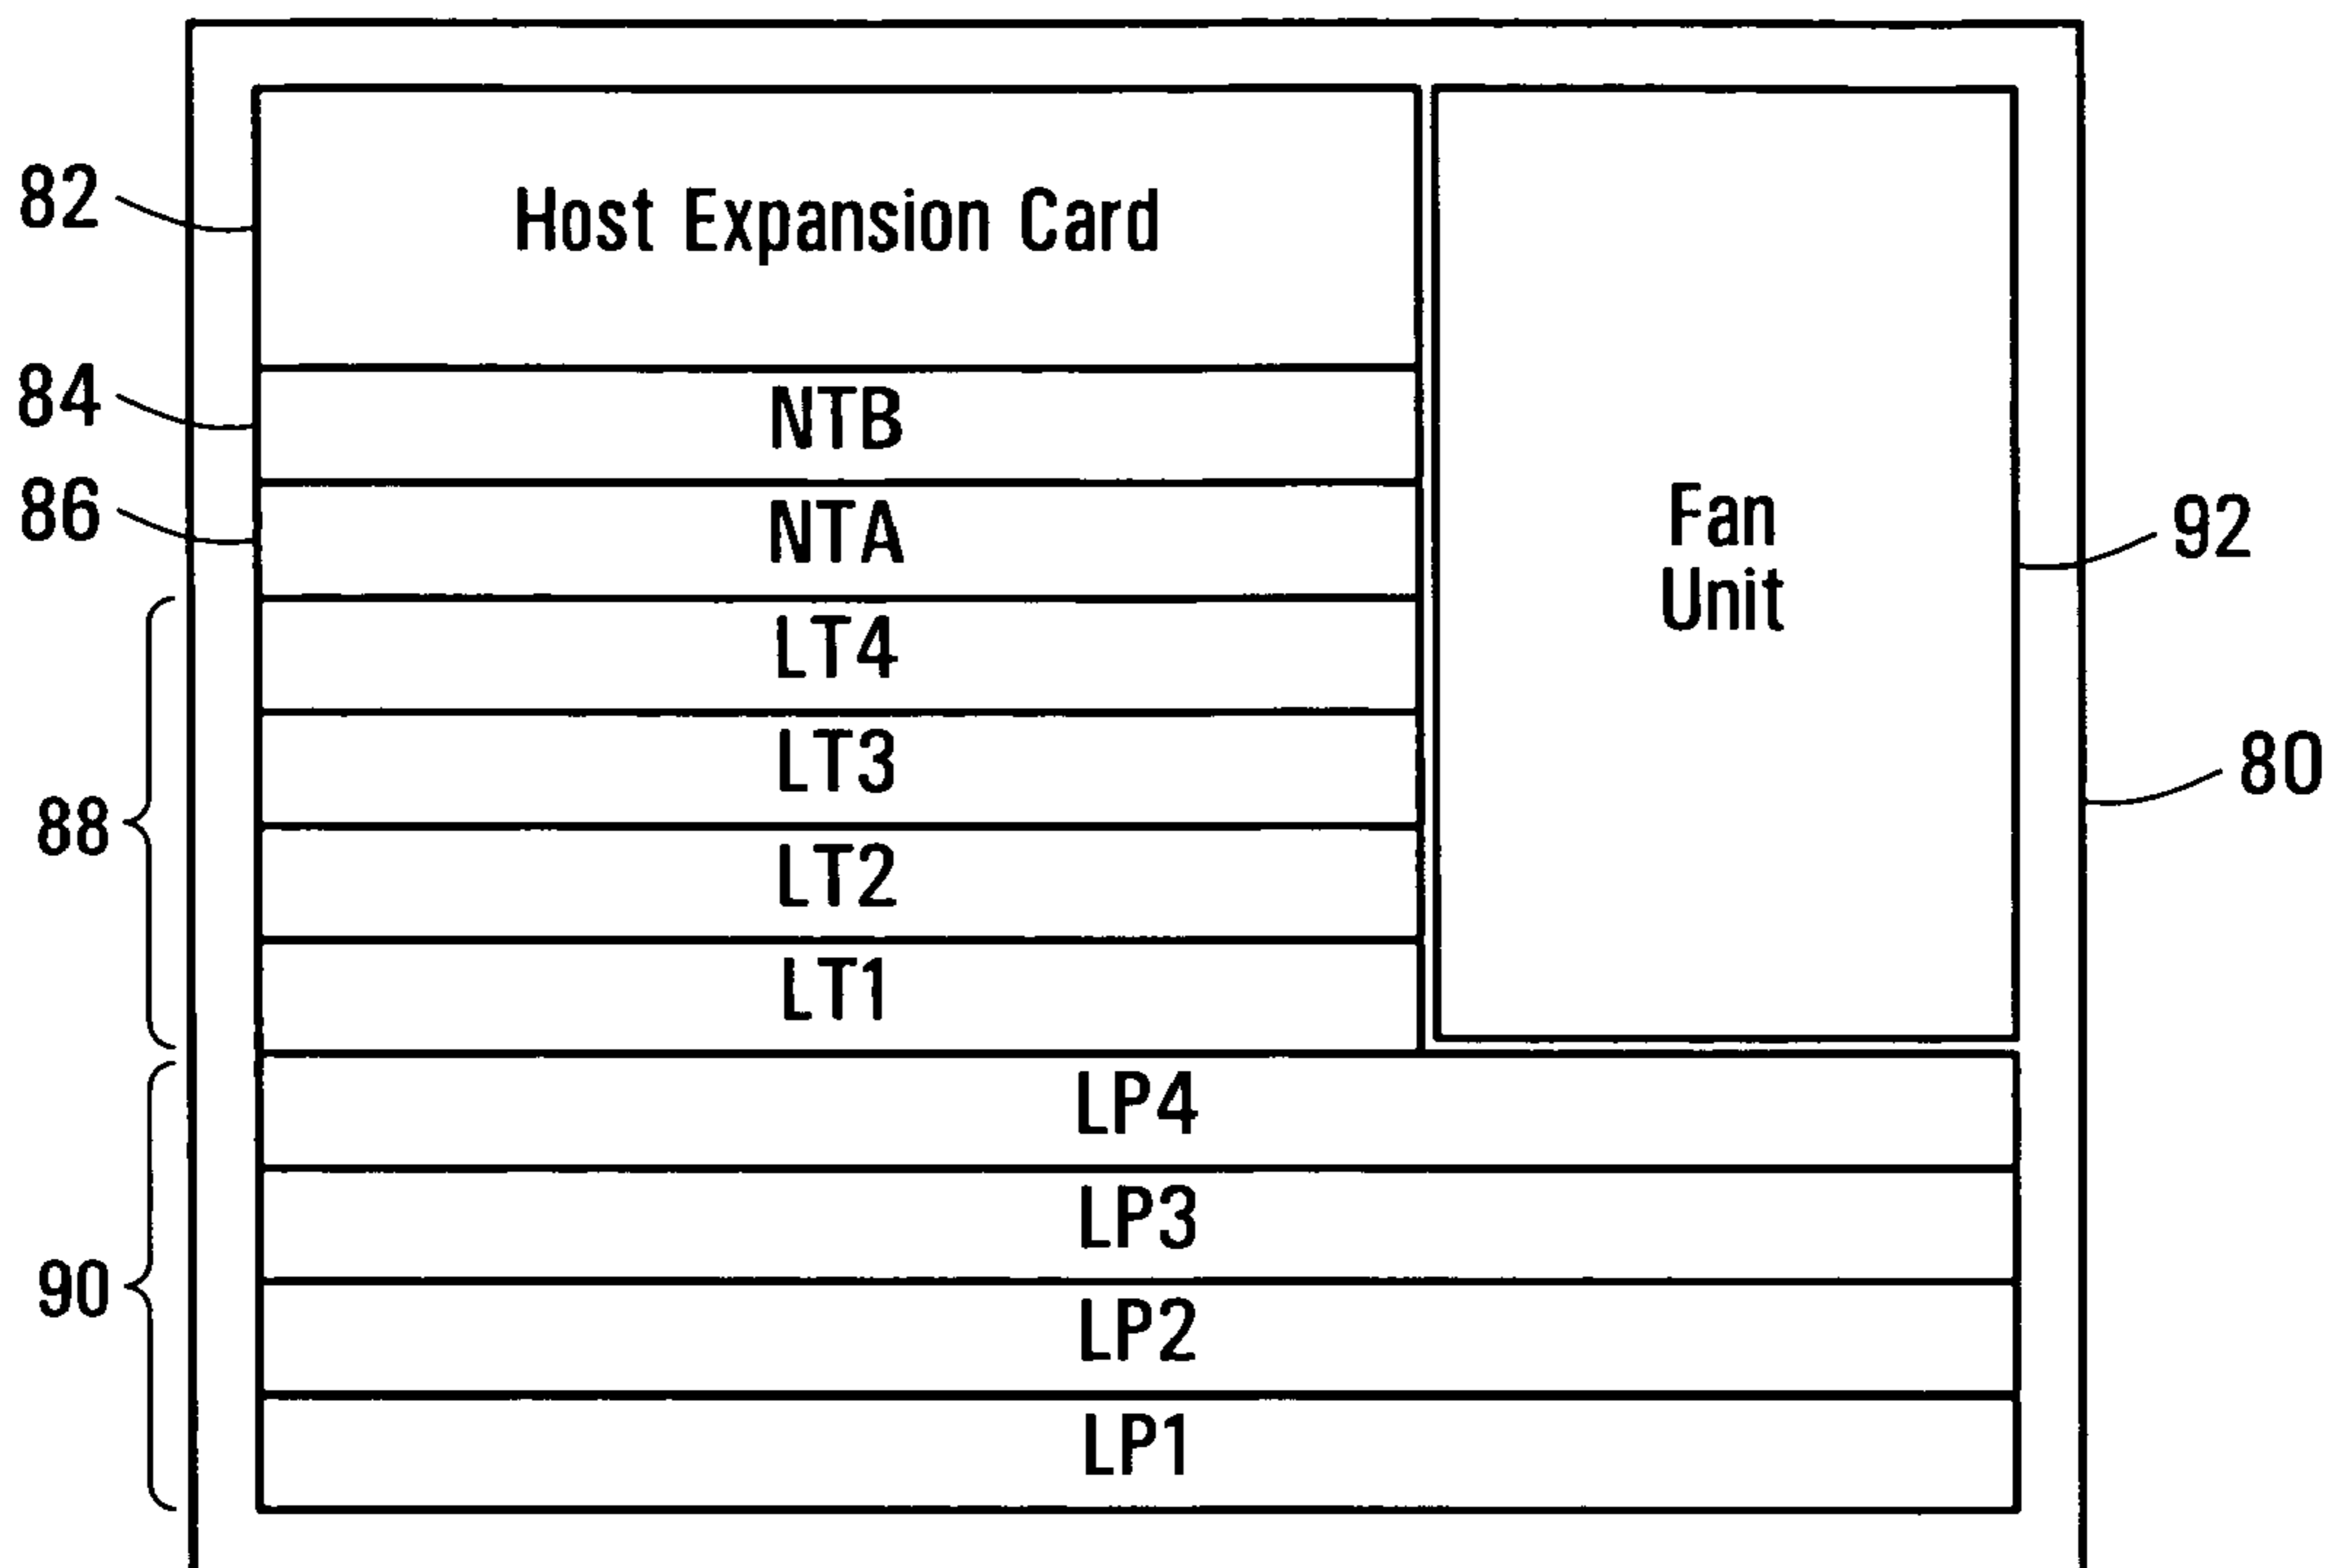 82
Host Expansion Card
84
NTB
86
NTA
Fan
Unit
92
LT4
80
LT3
88
LT2
LT1
LP4
LP3
90
LP2
LP1